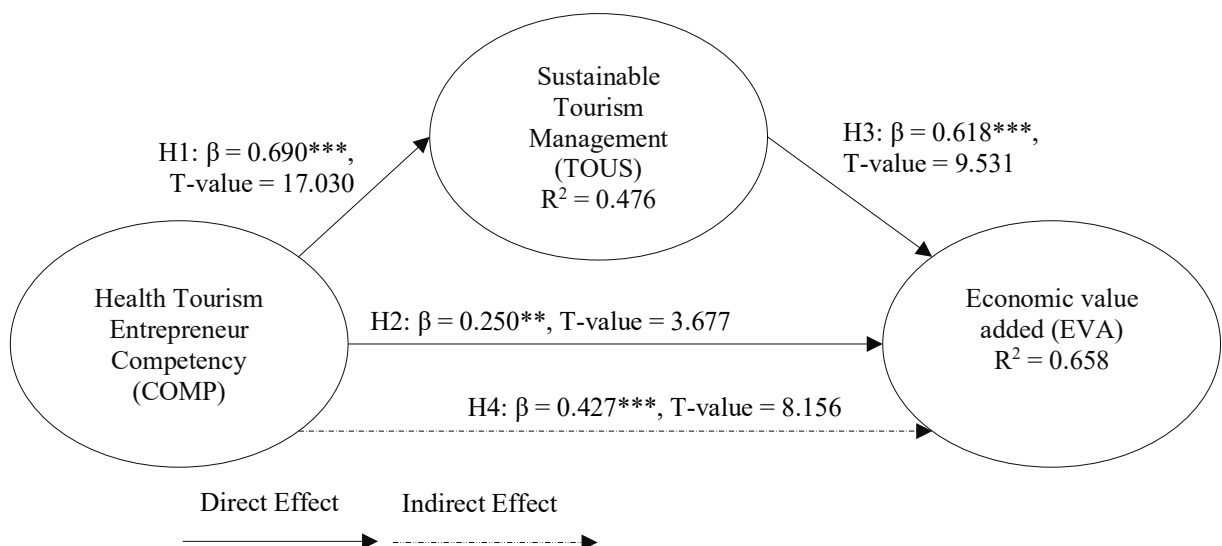 Sustainable
Tourism
Management
(TOUS)
R² = 0.476
H1: β = 0.690***,
T-value = 17.030
H3: β = 0.618***,
T-value = 9.531
Health Tourism
Entrepreneur
Competency
(COMP)
H2: β = 0.250**, T-value = 3.677
Economic value
added (EVA)
R² = 0.658
H4: β = 0.427***, T-value = 8.156
Direct Effect
Indirect Effect